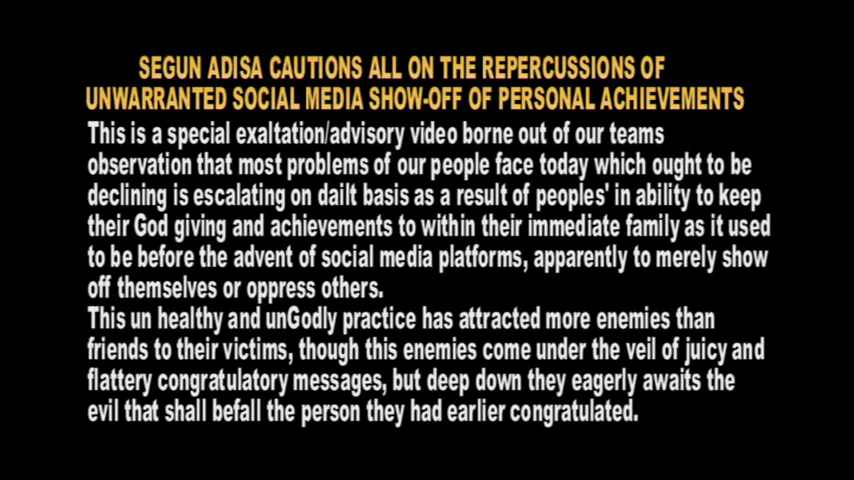 SEGUN ADISA CAUTIONS ALL ON THE REPERCUSSIONS OF
UNWARRANTED SOCIAL MEDIA SHOW-OFF OF PERSONAL ACHIEVEMENTS
This is a special exaltation/advisory video borne out of our teams
observation that most problems of our people face today which ought to be
declining is escalating on dailt basis as a result of peoples' in ability to keep
their God giving and achievements to within their immediate family as it used
to be before the advent of social media platforms, apparently to merely show
off themselves or oppress others.
This un healthy and unGodly practice has attracted more enemies than
friends to their victims, though this enemies come under the veil of juicy and
flattery congratulatory messages, but deep down they eagerly awaits the
evil that shall befall the person they had earlier congratulated.